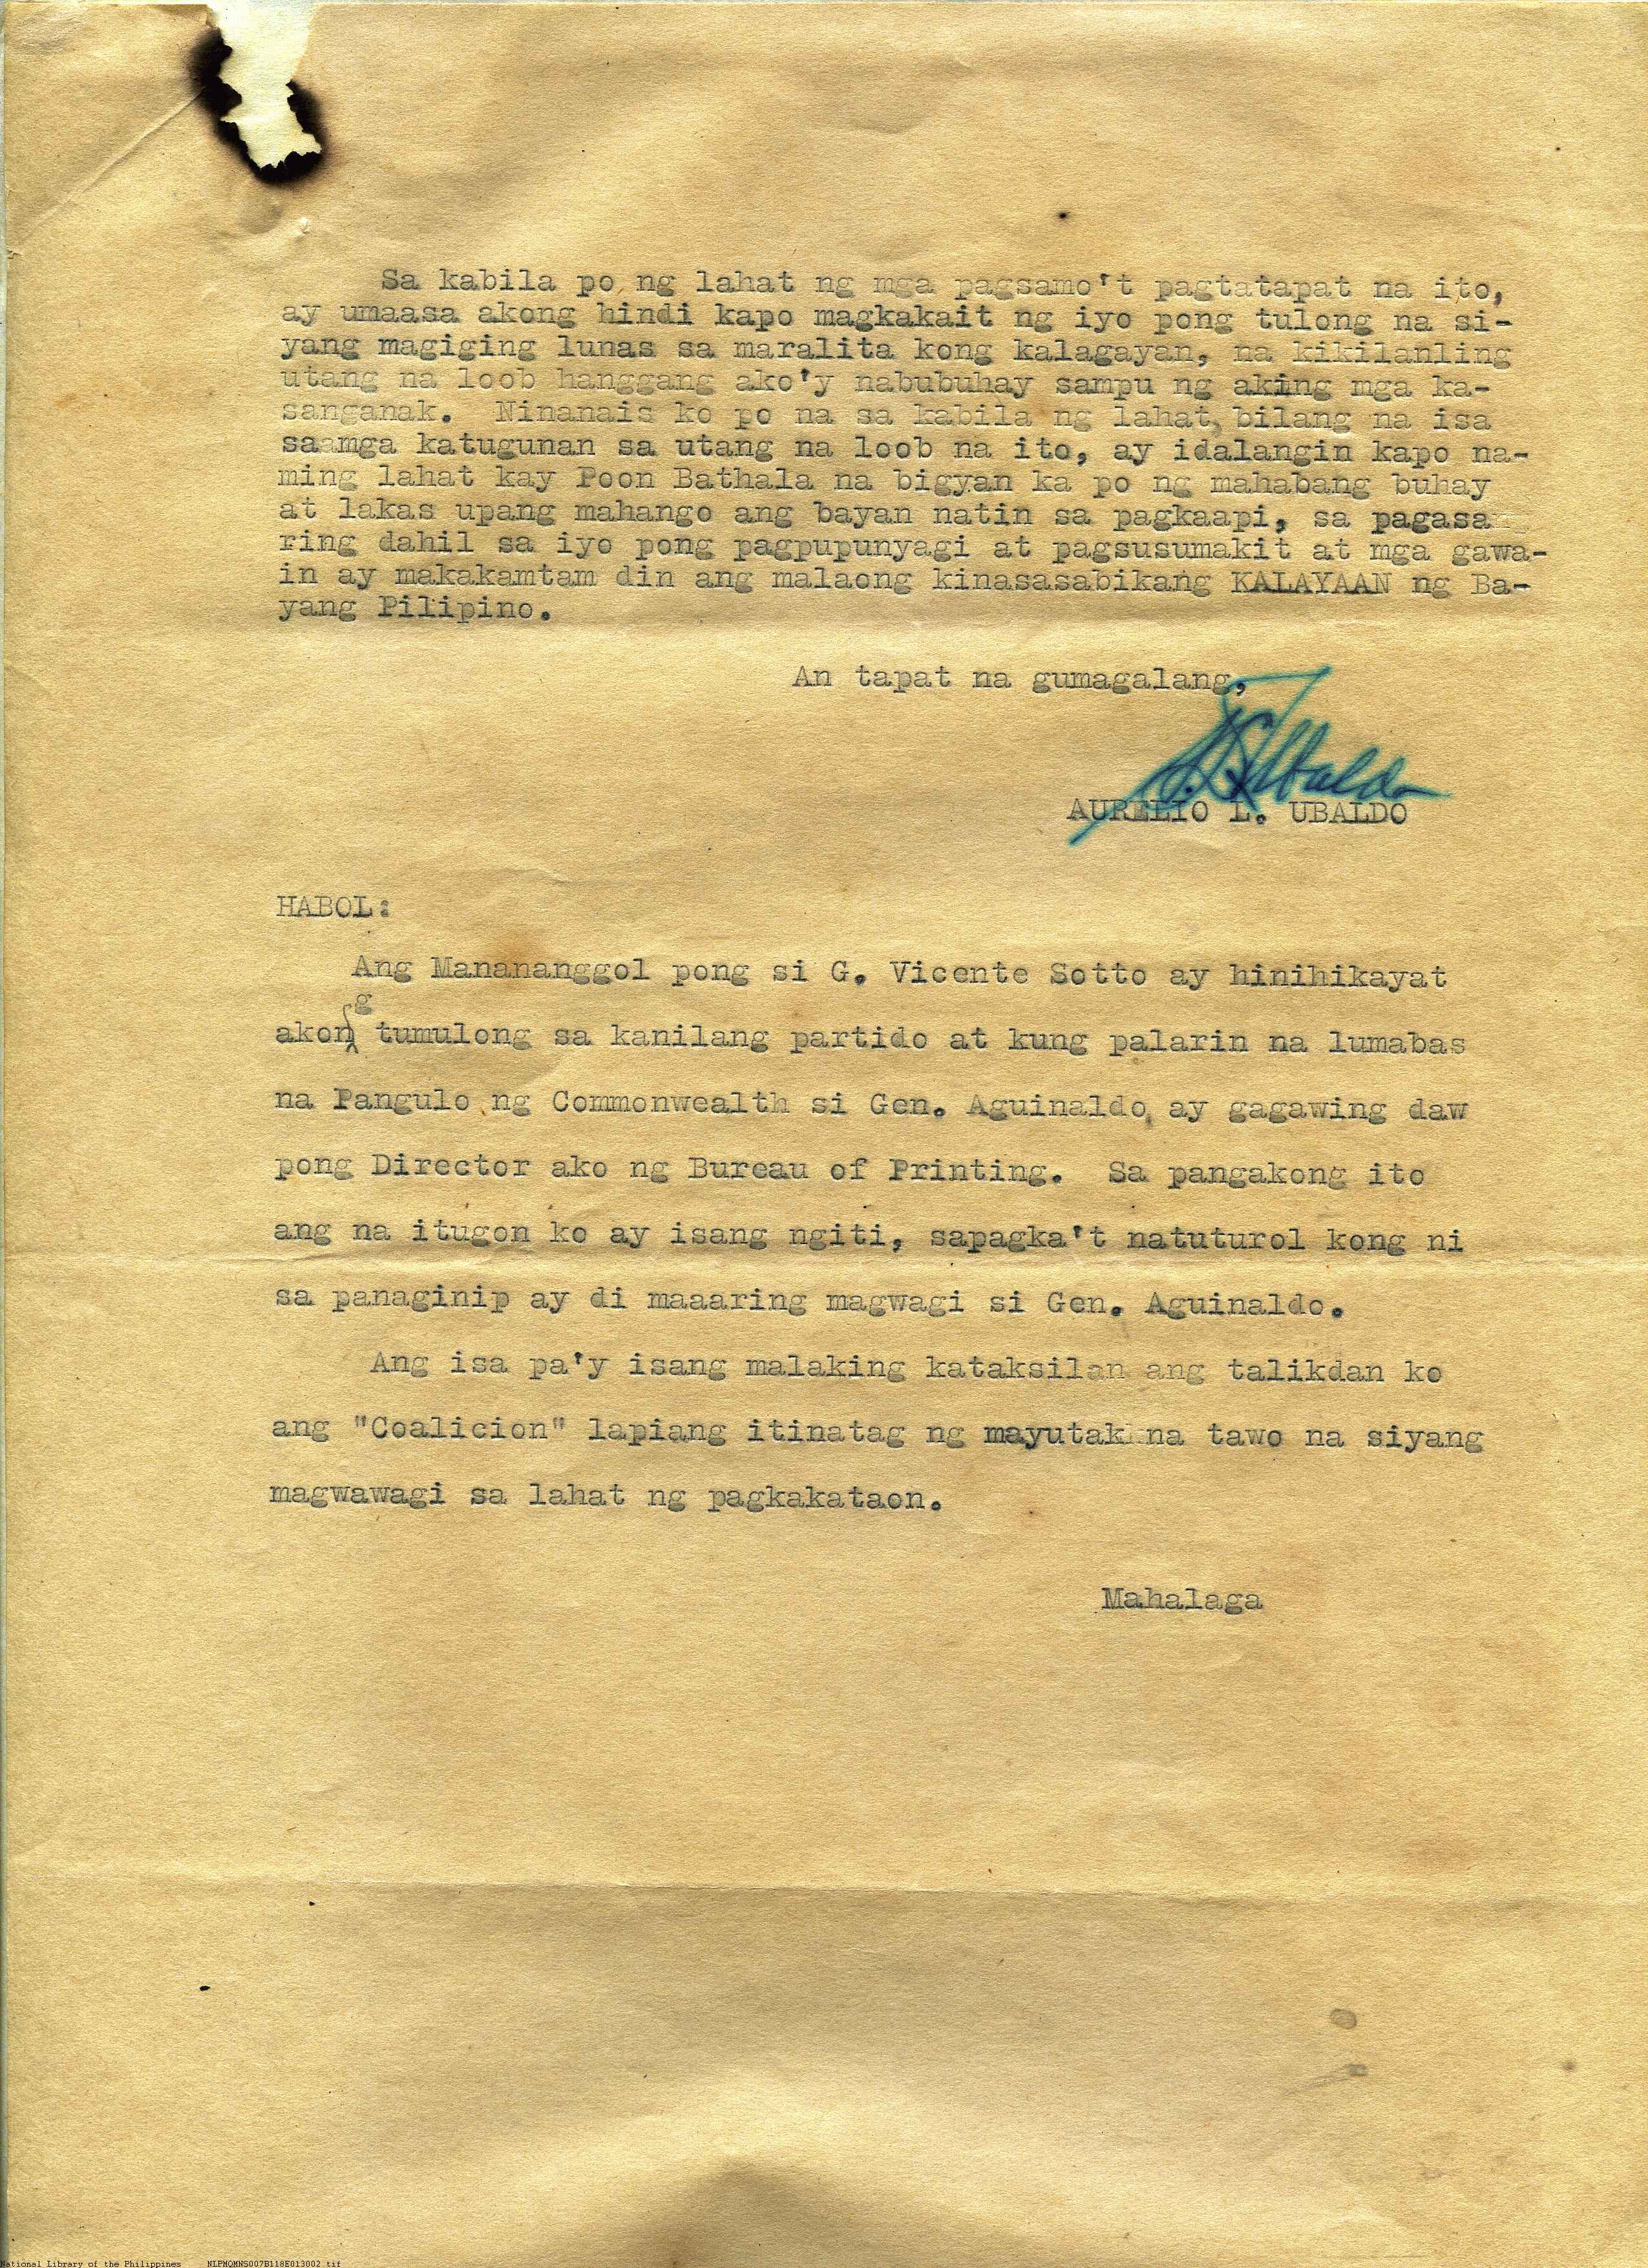 Sa kabila po ng lahat ng mga pagsamo't pagtatapat na ito,
ay umaasa akong hindi kapo magkakait ng iyo pong tulong na si-
yang magiging lunas sa maralita kong kalagayan, na kikilanling
utang na loob hanggang ako'y nabubuhay sampu ng aking mga ka-
sanganak. Ninanais ko po na sa kabila ng lahat, bilang na isa
saamga katugunan sa utang na loob na ito, ay idalangin kapo na-
ming lahat kay Poon Bathala na bigyan ka po ng mahabang buhay
at lakas upang mahango ang bayan natin sa pagkaapi, sa pagasa
ring dahil sa iyo pong pagpupunyagi at pagsusumakit at mga gawa-
in ay makakamtam din ang malaong kinasasabikang KALAYAAN ng Ba-
yang Pilipino.
An tapat na gumagalang,
AURELIO L. UBALDO
HABOL:
Ang Manananggol pong si G. Vicente Sotto ay hinihikayat
akong tumulong sa kanilang partido at kung palarin na lumabas
na Pangulo ng Commonwealth si Gen. Aguinaldo, ay gagawing daw
pong Director ako ng Bureau of Printing. Sa pangakong ito
ang na itugon ko ay isang ngiti, sapagka't natuturol kong ni
sa panaginip ay di maaaring magwagi si Gen. Aguinaldo.
Ang isa pa'y isang malaking kataksilan ang talikdan ko
ang "Coalicion" lapiang itinatag ng mayutak na tawo na siyang
magwawagi sa lahat ng pagkakataon.
Mahalaga
National Library of the Philippines NLPMQMNS007B118E013002.tif